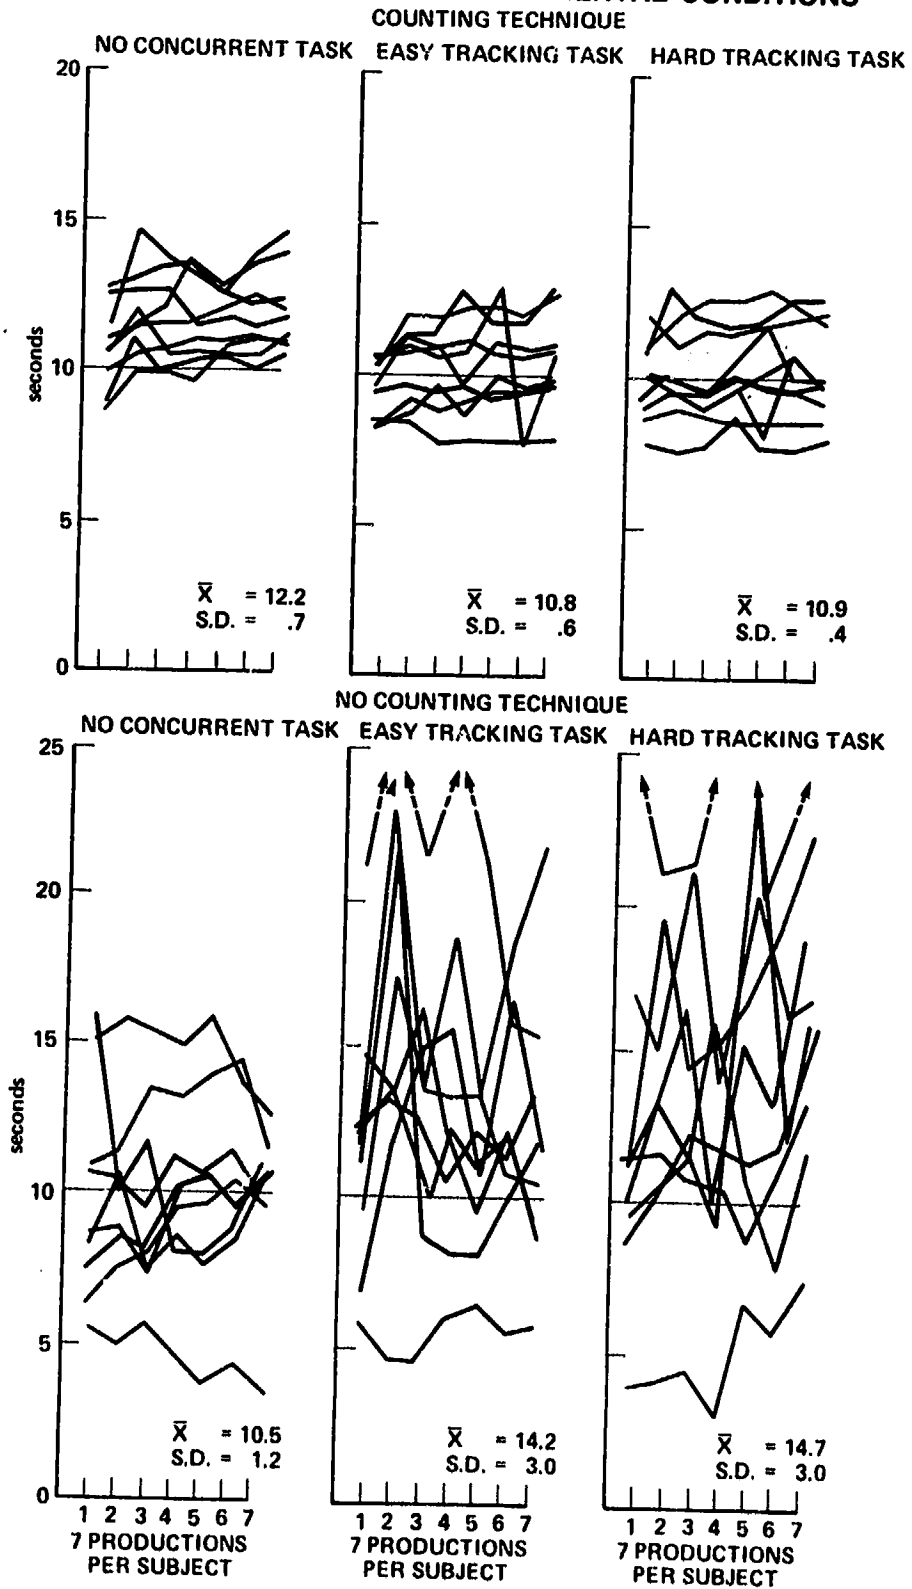 CONDITIONS
COUNTING TECHNIQUE
NO CONCURRENT TASK EASY TRACKING TASK HARD TRACKING TASK
20
15
10
5
0
seconds
X̅ = 12.2
S.D. = .7
X̅ = 10.8
S.D. = .6
X̅ = 10.9
S.D. = .4
NO COUNTING TECHNIQUE
NO CONCURRENT TASK EASY TRACKING TASK HARD TRACKING TASK
25
20
15
10
5
0
seconds
X̅ = 10.5
S.D. = 1.2
X̅ = 14.2
S.D. = 3.0
X̅ = 14.7
S.D. = 3.0
1 2 3 4 5 6 7
7 PRODUCTIONS
PER SUBJECT
1 2 3 4 5 6 7
7 PRODUCTIONS
PER SUBJECT
1 2 3 4 5 6 7
7 PRODUCTIONS
PER SUBJECT